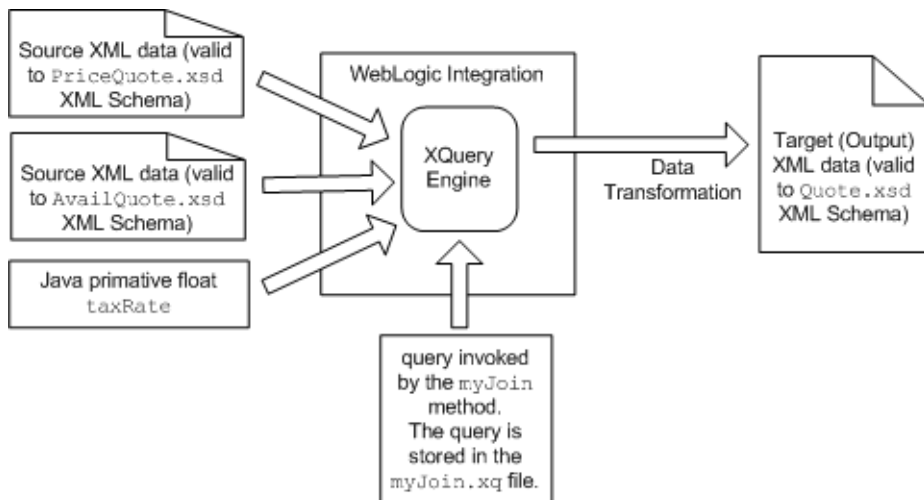 Source XML data (valid
to PriceQuote.xsd
XML Schema)
WebLogic Integration
XQuery
Engine
Source XML data (valid
to AvailQuote.xsd
XML Schema)
Java primative float
taxRate
Data
Transformation
Target (Output)
XML data (valid
to Quote.xsd
XML Schema)
query invoked
by the myJoin
method.
The query is
stored in the
myJoin.xq file.